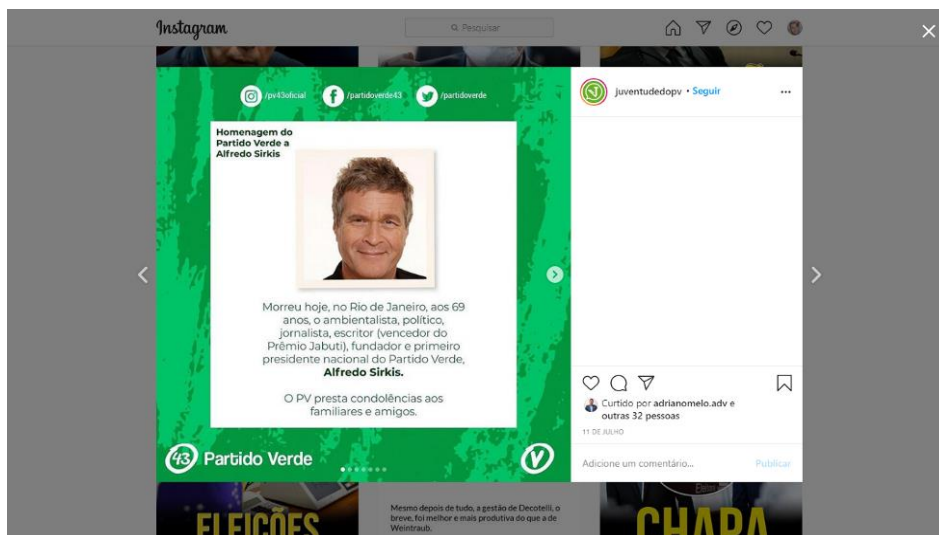 Instagram
Pesquisar
/pv43oficial
/partidoverde43
/partidoverde
Homenagem do
Partido Verde a
Alfredo Sirkis
Morreu hoje, no Rio de Janeiro, aos 69
anos, o ambientalista, político,
jornalista, escritor (vencedor do
Prêmio Jabuti), fundador e primeiro
presidente nacional do Partido Verde,
Alfredo Sirkis.
O PV presta condolências aos
familiares e amigos.
43 Partido Verde
V
juventudedopv • Seguir
Curtido por adrianomelo.adv e
outras 32 pessoas
11 DE JULHO
Adicione um comentário... Publicar
ELEIÇÕES
Mesmo depois de tudo, a gestão de Decotelli, o
breve, foi melhor e mais produtiva do que a de
Weintraub.
CHAPA